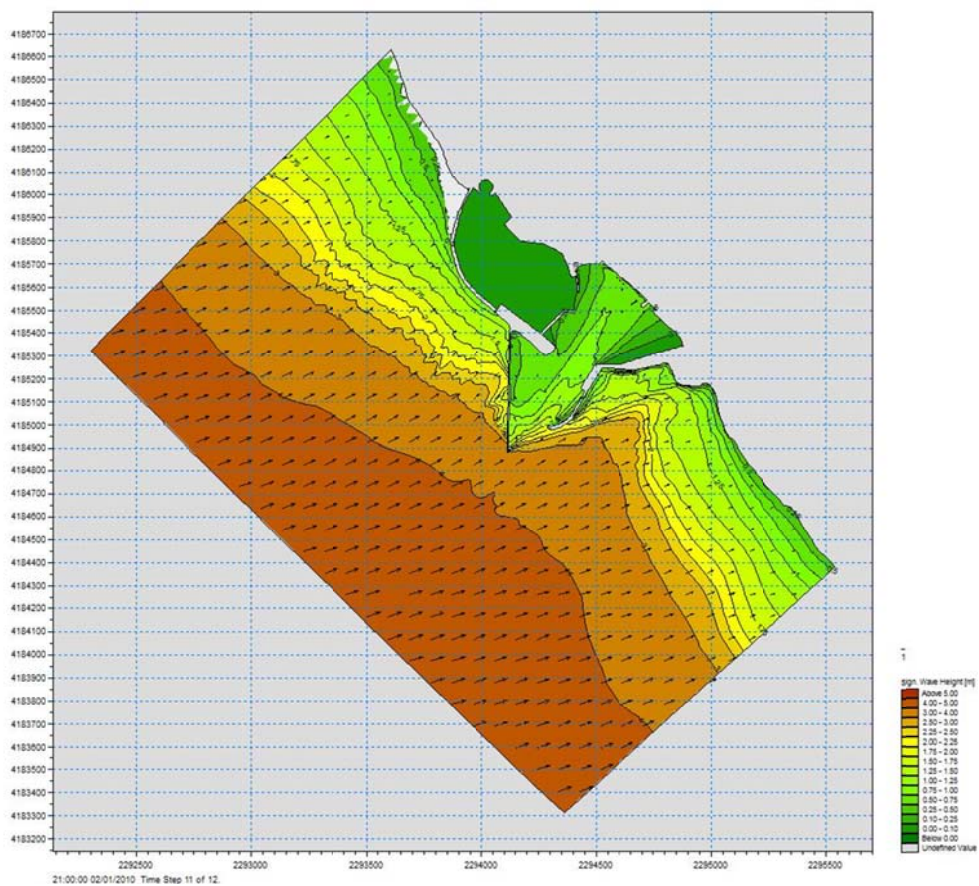 4186700
4186600
4186500
4186400
4186300
4186200
4186100
4186000
4185900
4185800
4185700
4185600
4185500
4185400
4185300
4185200
4185100
4185000
4184900
4184800
4184700
4184600
4184500
4184400
4184300
4184200
4184100
4184000
4183900
4183800
4183700
4183600
4183500
4183400
4183300
4183200
2292500 2293000 2293500 2294000 2294500 2295000 2295500
21:00:00 02/01/2010 Time Step 11 of 12.
1
sign. Wave Height [m]
Above 5.00
4.00 - 5.00
3.00 - 4.00
2.50 - 3.00
2.25 - 2.50
2.00 - 2.25
1.75 - 2.00
1.50 - 1.75
1.25 - 1.50
1.00 - 1.25
0.75 - 1.00
0.50 - 0.75
0.25 - 0.50
0.10 - 0.25
0.00 - 0.10
Below 0.00
Undefined Value